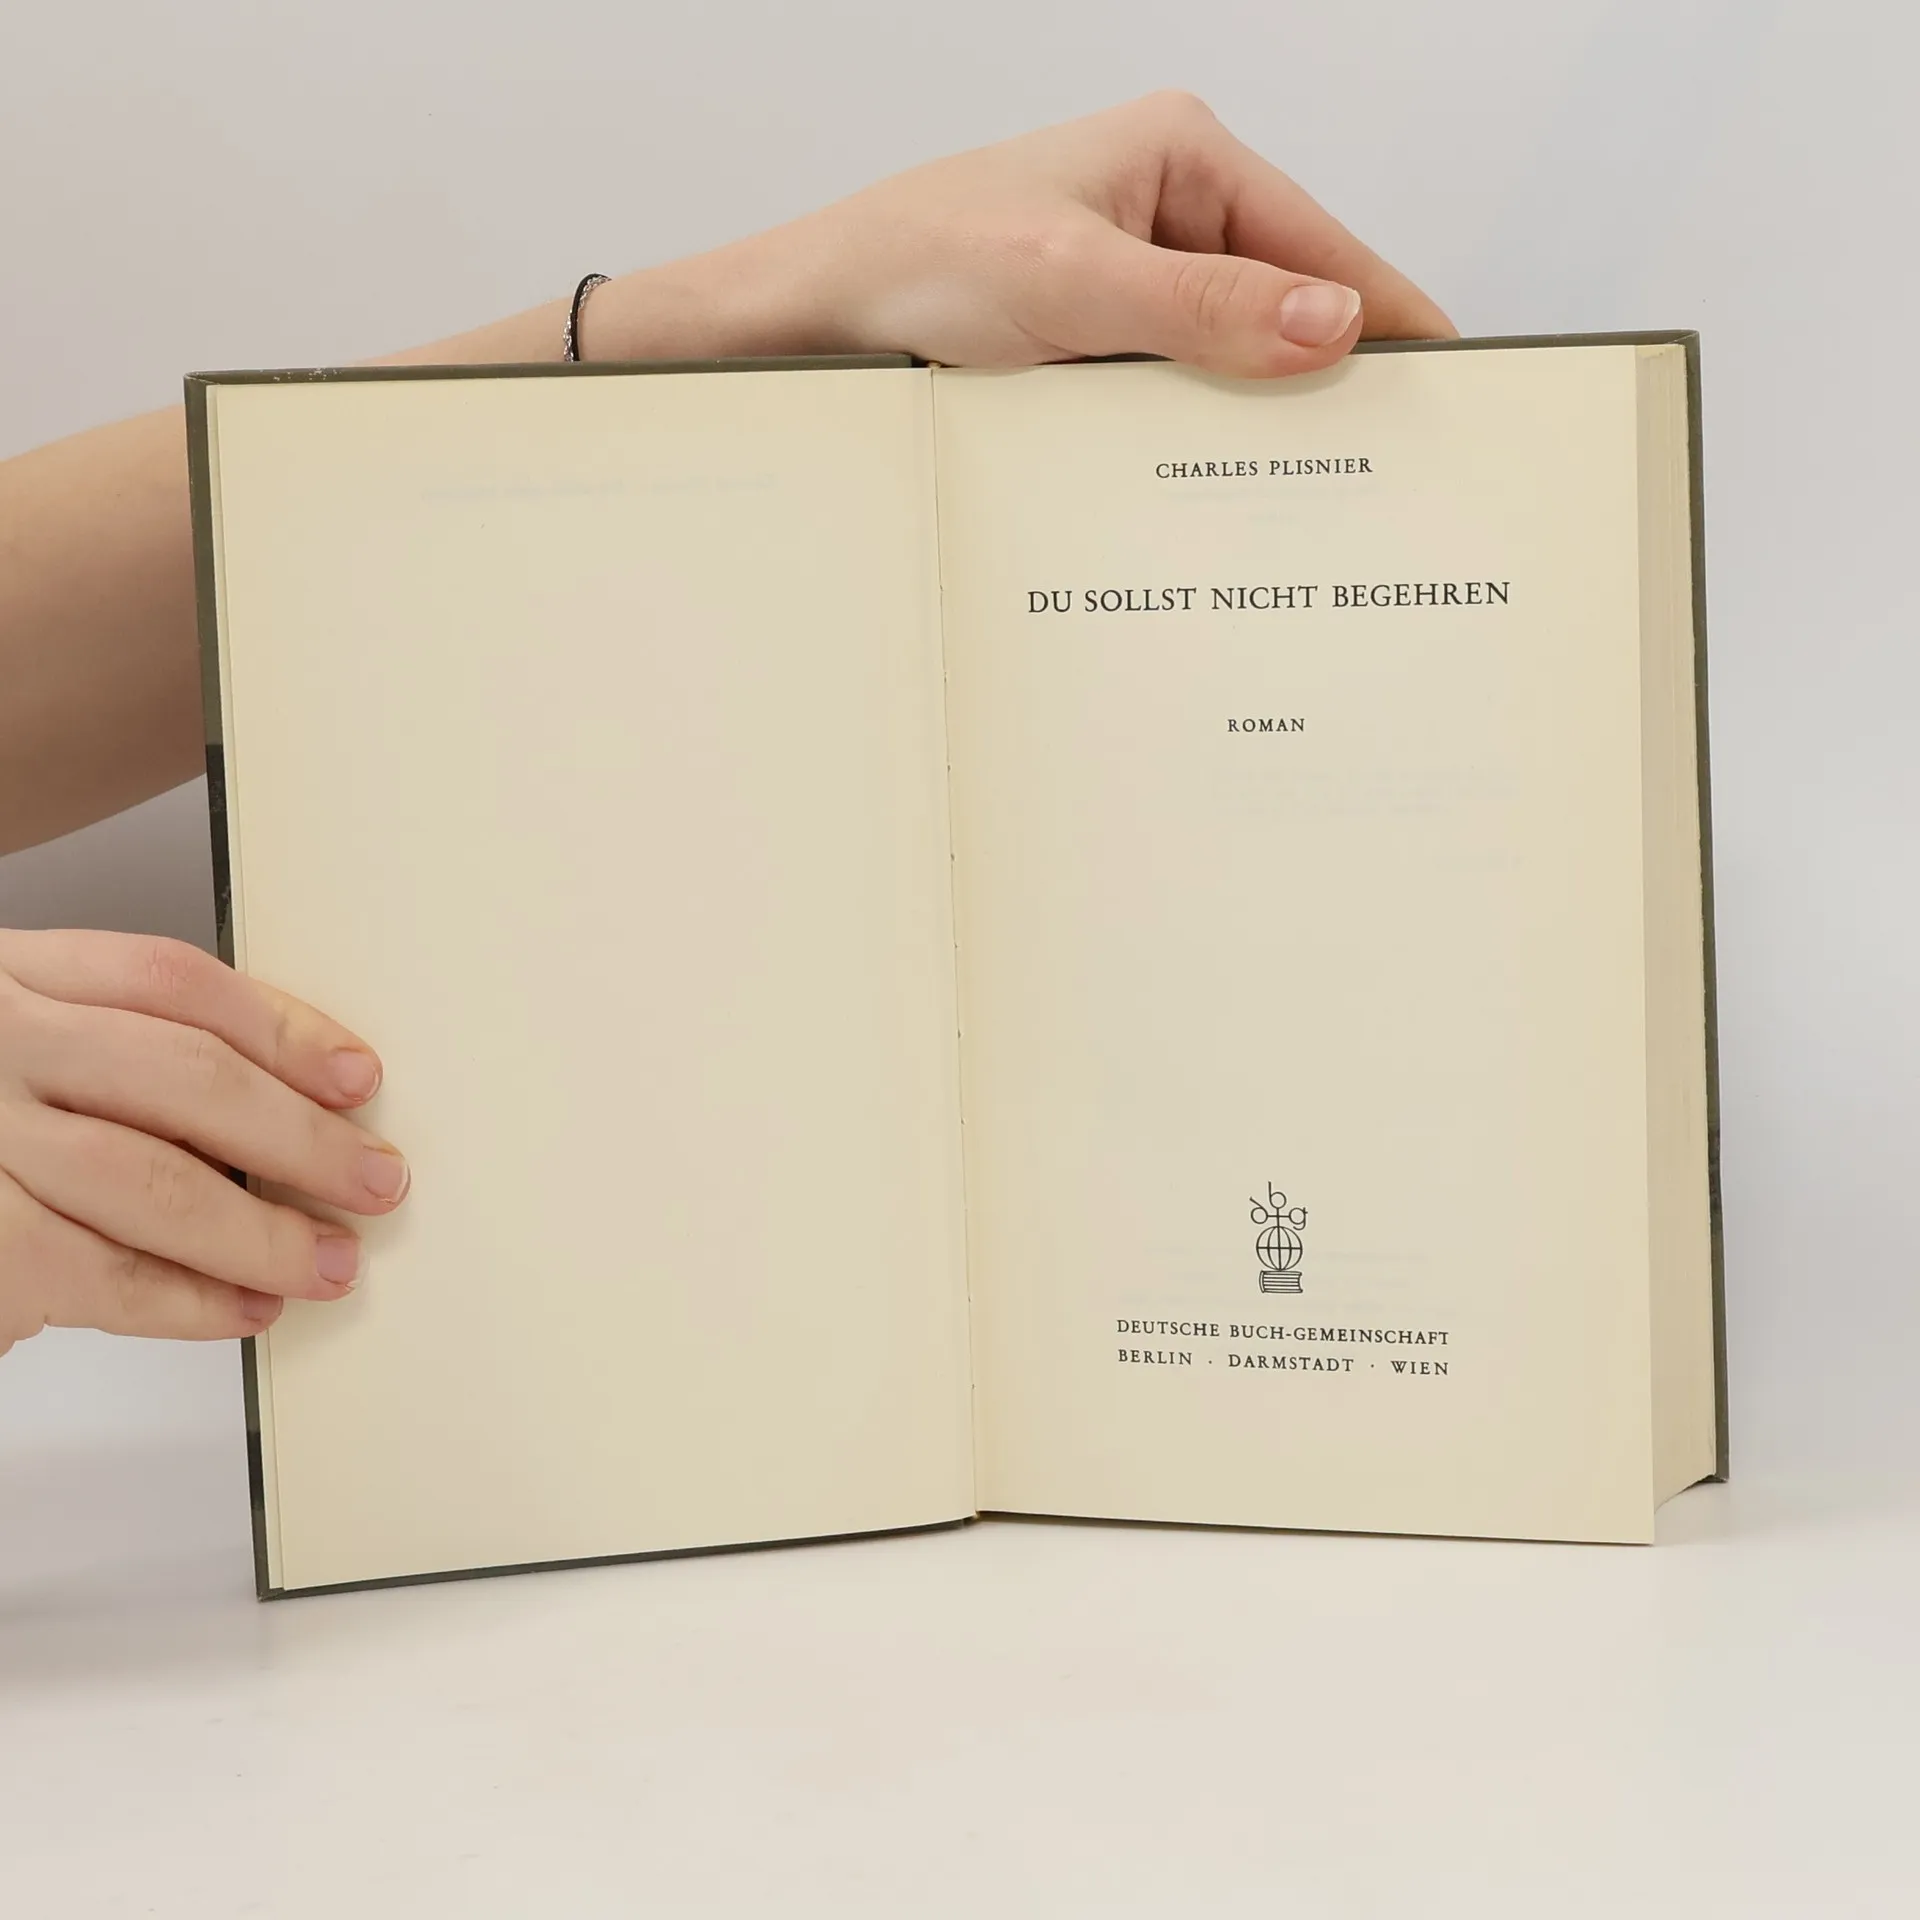 CHARLES PLISNIER
DU SOLLST NICHT BEGEHREN
ROMAN
dbg
DEUTSCHE BUCH-GEMEINSCHAFT
BERLIN · DARMSTADT · WIEN